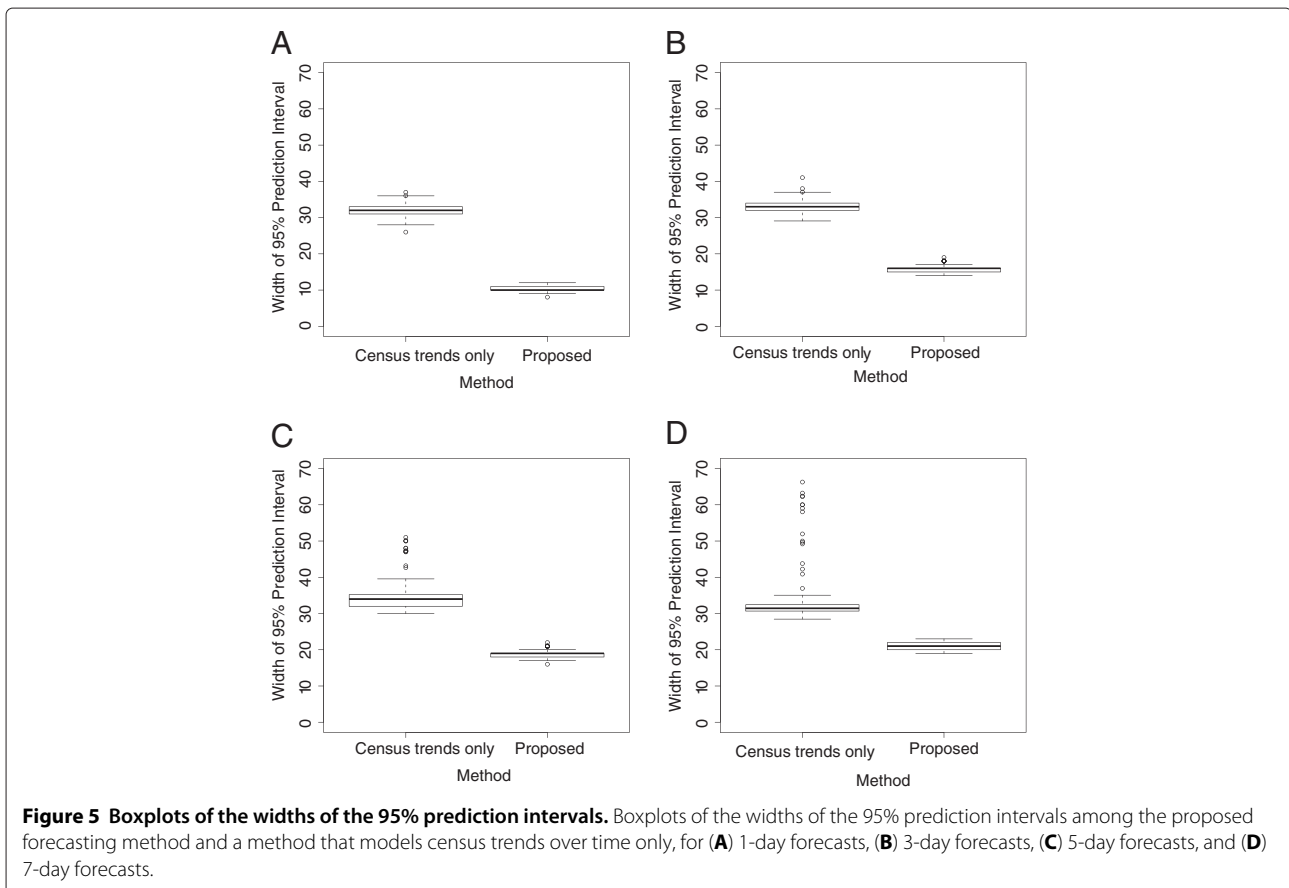 A
Width of 95% Prediction Interval
70
60
50
40
30
20
10
0
Census trends only Proposed
Method
B
Width of 95% Prediction Interval
70
60
50
40
30
20
10
0
Census trends only Proposed
Method
C
Width of 95% Prediction Interval
70
60
50
40
30
20
10
0
Census trends only Proposed
Method
D
Width of 95% Prediction Interval
70
60
50
40
30
20
10
0
Census trends only Proposed
Method
Figure 5 Boxplots of the widths of the 95% prediction intervals. Boxplots of the widths of the 95% prediction intervals among the proposed
forecasting method and a method that models census trends over time only, for (A) 1-day forecasts, (B) 3-day forecasts, (C) 5-day forecasts, and (D)
7-day forecasts.